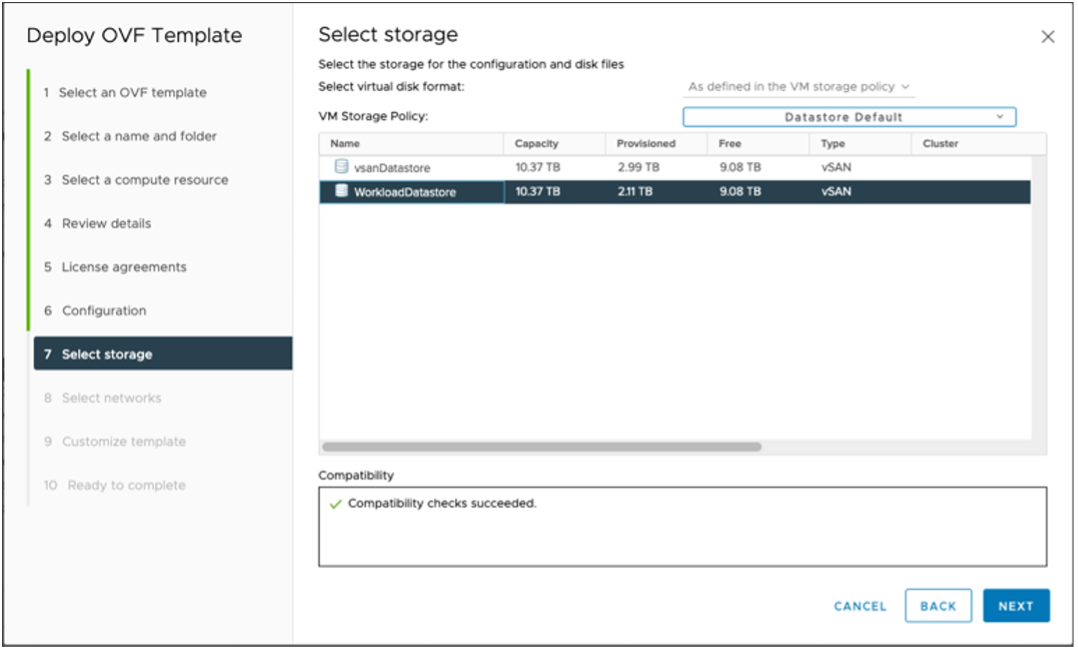 Deploy OVF Template
1 Select an OVF template
2 Select a name and folder
3 Select a compute resource
4 Review details
5 License agreements
6 Configuration
7 Select storage
8 Select networks
9 Customize template
10 Ready to complete
Select storage
Select the storage for the configuration and disk files
Select virtual disk format: As defined in the VM storage policy
VM Storage Policy: Datastore Default
Name Capacity Provisioned Free Type Cluster
vsanDatastore 10.37 TB 2.99 TB 9.08 TB vSAN
WorkloadDatastore 10.37 TB 2.11 TB 9.08 TB vSAN
Compatibility
Compatibility checks succeeded.
CANCEL BACK NEXT